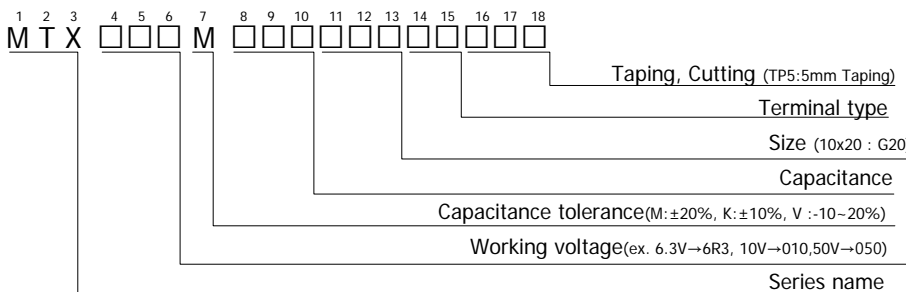 1 2 3 4 5 6 7 8 9 10 11 12 13 14 15 16 17 18
M T X □□□ M □□□□□□□□□□□
Taping, Cutting (TP5:5mm Taping)
Terminal type
Size (10x20 : G20)
Capacitance
Capacitance tolerance(M:±20%, K:±10%, V :-10~20%)
Working voltage(ex. 6.3V→6R3, 10V→010,50V→050)
Series name